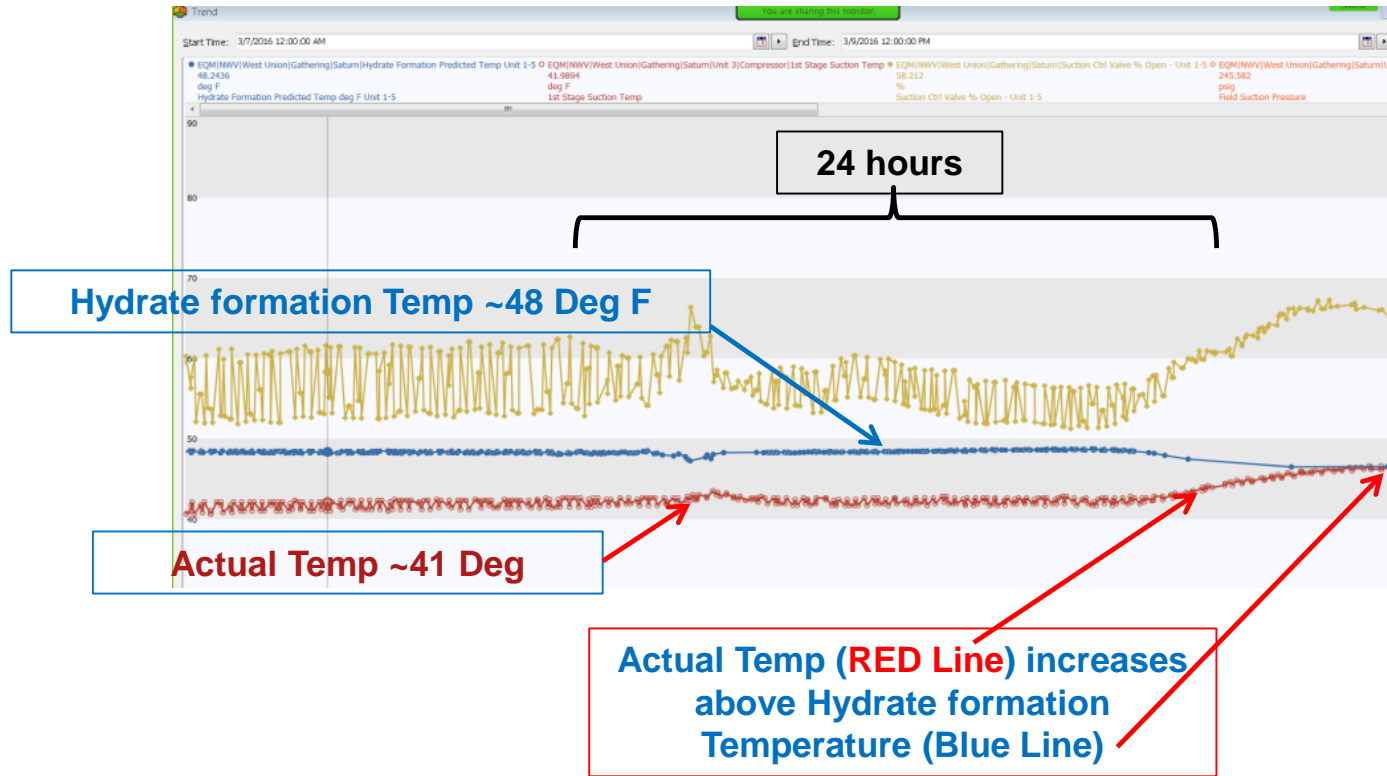 Trend
You are sharing this monitor.
Start Time: 3/7/2016 12:00:00 AM End Time: 3/9/2016 12:00:00 PM
EQM|NWV|West Union|Gathering|Saturn|Hydrate Formation Predicted Temp Unit 1-5 EQM|NWV|West Union|Gathering|Saturn|Unit 3|Compressor|1st Stage Suction Temp EQM|NWV|West Union|Gathering|Saturn|Suction Ctrl Valve % Open - Unit 1-5 EQM|NWV|West Union|Gathering|Saturn|U
48.2436 41.9894 58.212 245.582
deg F deg F % psig
Hydrate Formation Predicted Temp deg F Unit 1-5 1st Stage Suction Temp Suction Ctrl Valve % Open - Unit 1-5 Field Suction Pressure
90
24 hours
80
70
Hydrate formation Temp ~48 Deg F
60
50
40
Actual Temp ~41 Deg
Actual Temp (RED Line) increases
above Hydrate formation
Temperature (Blue Line)